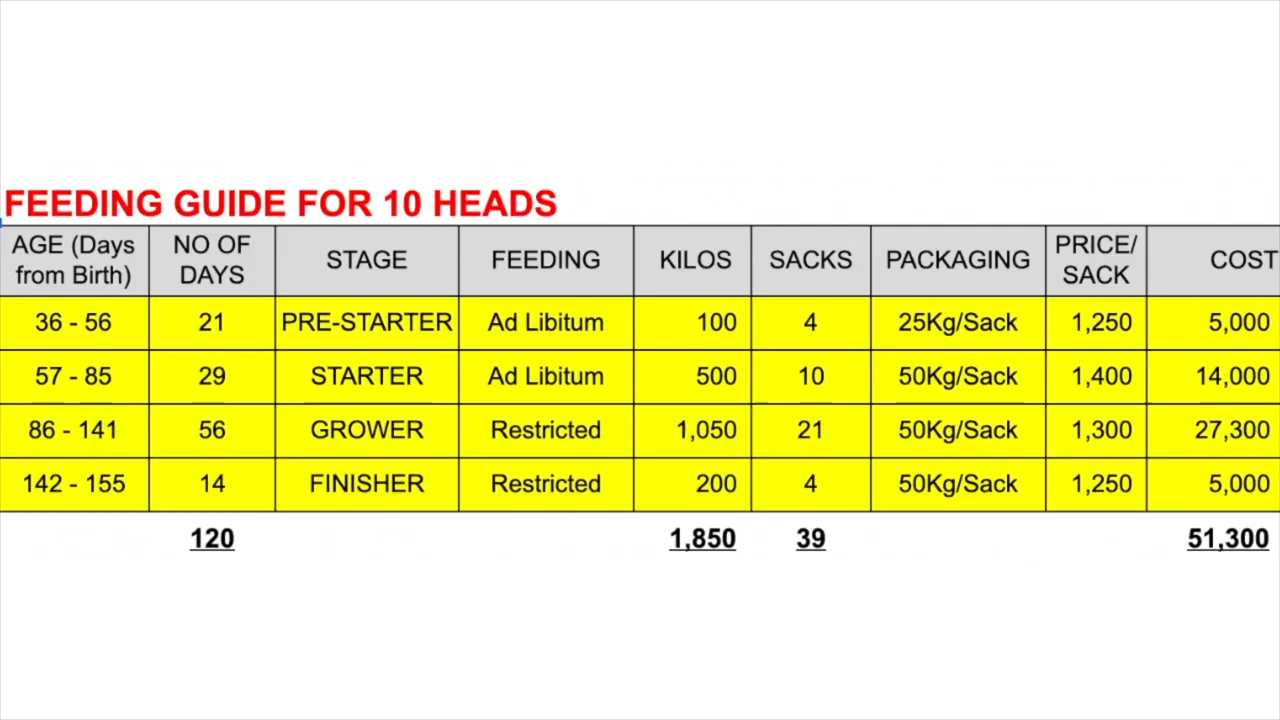 FEEDING GUIDE FOR 10 HEADS
AGE (Days from Birth) NO OF DAYS STAGE FEEDING KILOS SACKS PACKAGING PRICE/ SACK COST
36 - 56 21 PRE-STARTER Ad Libitum 100 4 25Kg/Sack 1,250 5,000
57 - 85 29 STARTER Ad Libitum 500 10 50Kg/Sack 1,400 14,000
86 - 141 56 GROWER Restricted 1,050 21 50Kg/Sack 1,300 27,300
142 - 155 14 FINISHER Restricted 200 4 50Kg/Sack 1,250 5,000
120 1,850 39 51,300